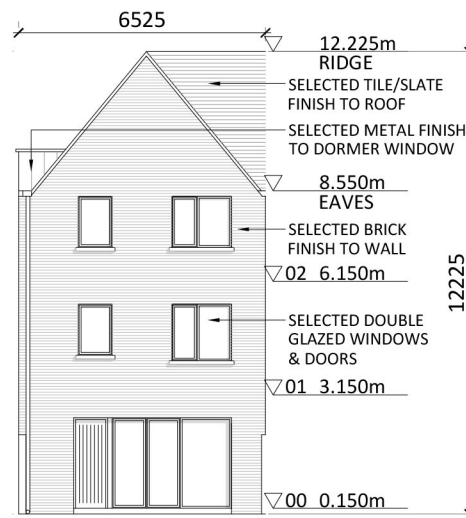 6525
12.225m
RIDGE
SELECTED TILE/SLATE
FINISH TO ROOF
SELECTED METAL FINISH
TO DORMER WINDOW
8.550m
EAVES
SELECTED BRICK
FINISH TO WALL
02 6.150m
12225
SELECTED DOUBLE
GLAZED WINDOWS
& DOORS
01 3.150m
00 0.150m